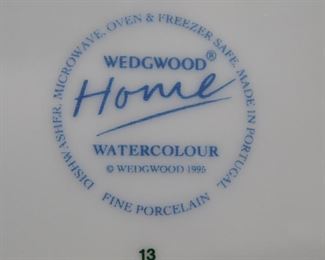 DISHWASHER, MICROWAVE, OVEN & FREEZER SAFE. MADE IN PORTUGAL
WEDGWOOD®
Home
WATERCOLOUR
© WEDGWOOD 1995
FINE PORCELAIN
13